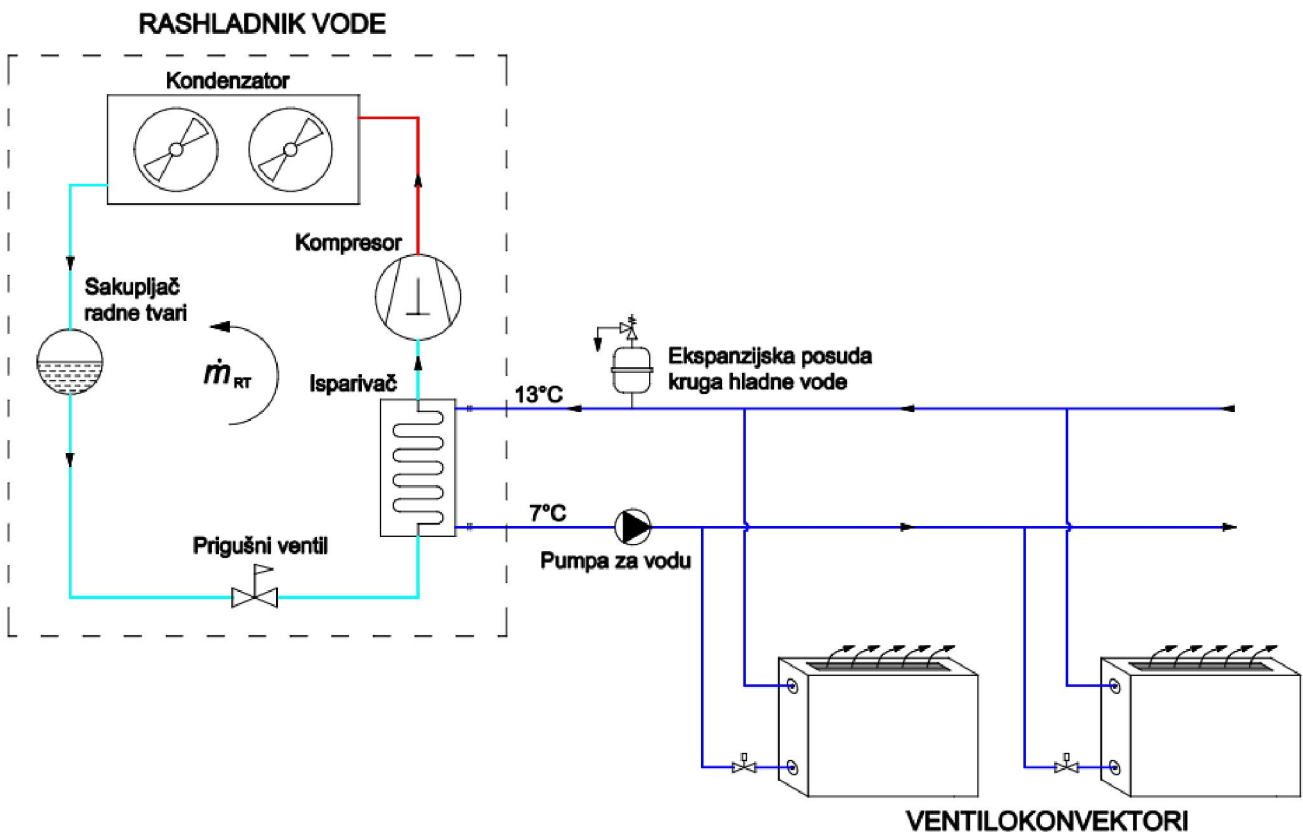 RASHLADNIK VODE
Kondenzator
Kompresor
Sakupljač
radne tvari
ṁ RT
Isparivač
Ekspanzijska posuda
kruga hladne vode
13°C
7°C
Prigušni ventil
Pumpa za vodu
VENTILOKONVEKTORI